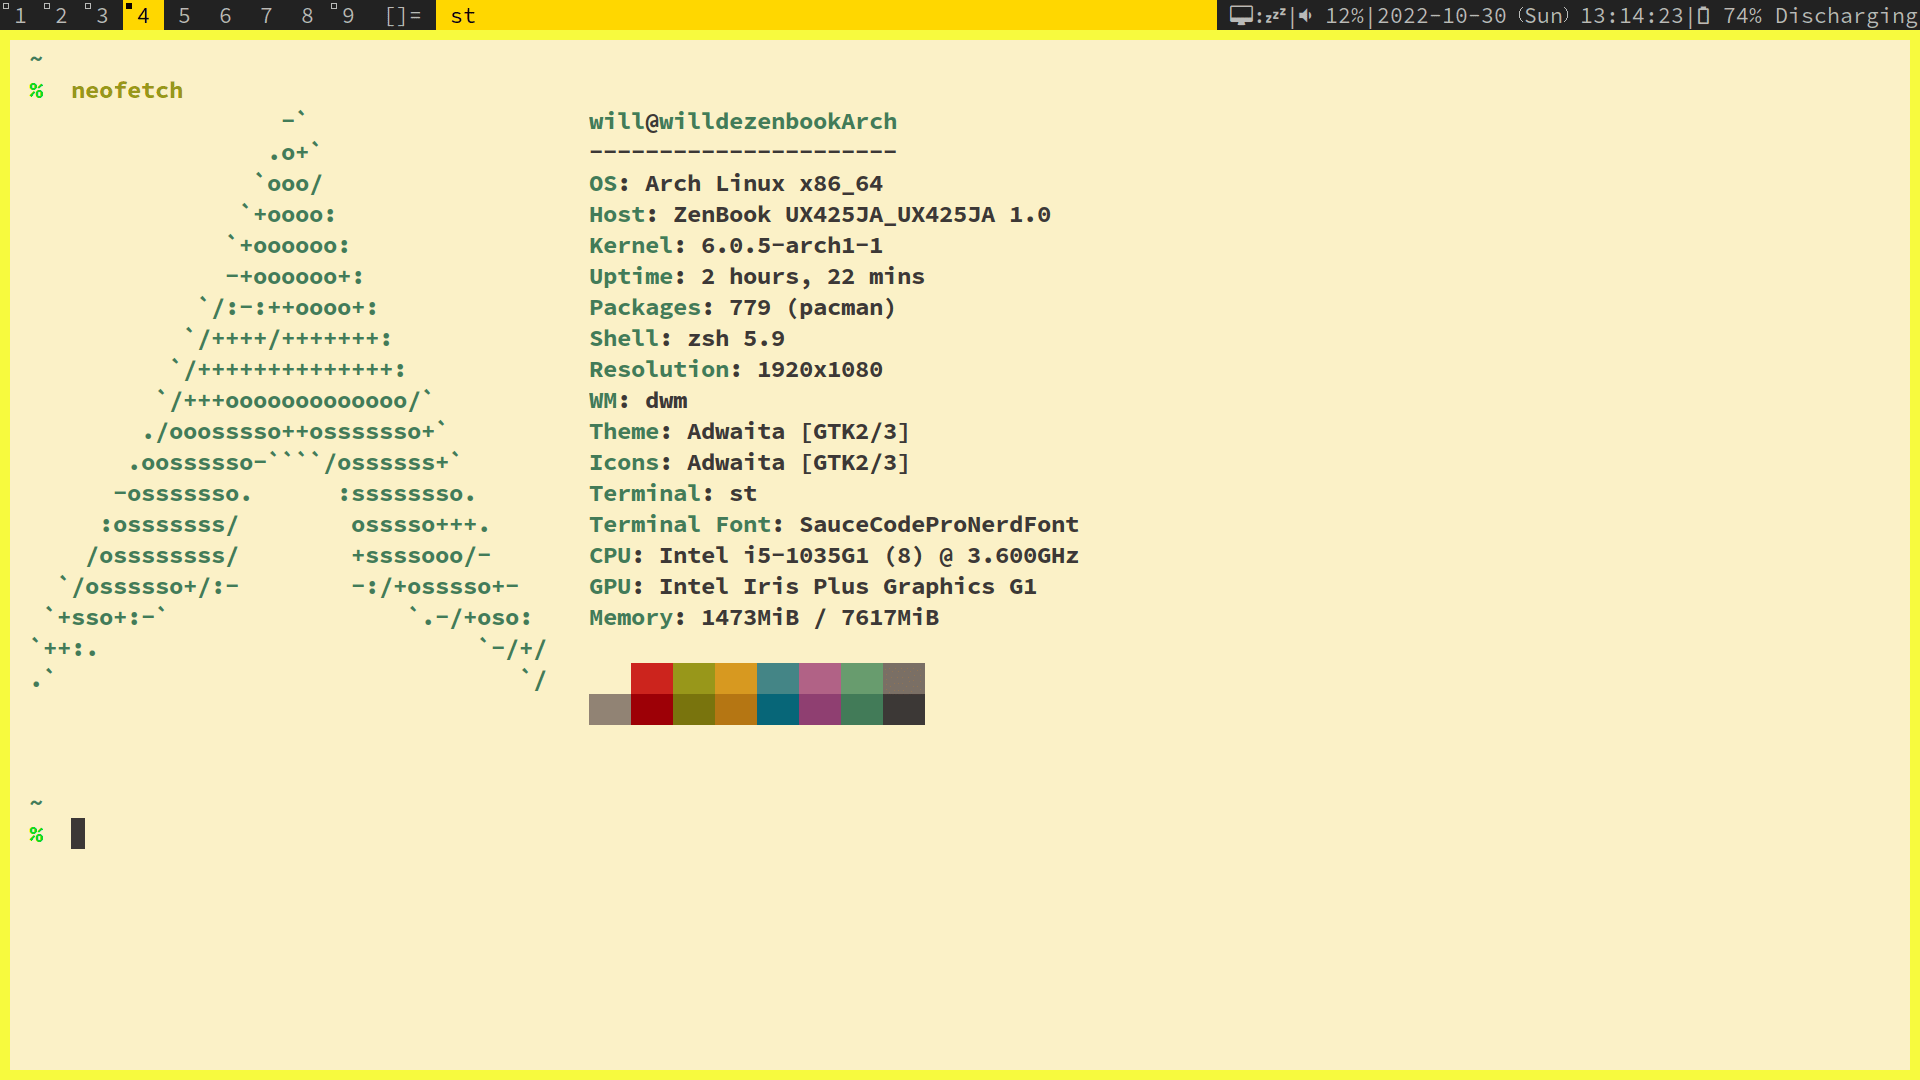 1 2 3 4 5 6 7 8 9 []= st :zzz| 12%|2022-10-30 (Sun) 13:14:23| 74% Discharging
~
% neofetch
-` will@willdezenbookArch
.o+` ----------------------
`ooo/ OS: Arch Linux x86_64
`+oooo: Host: ZenBook UX425JA_UX425JA 1.0
`+oooooo: Kernel: 6.0.5-arch1-1
-+oooooo+: Uptime: 2 hours, 22 mins
`/:-:++oooo+: Packages: 779 (pacman)
`/++++/+++++++: Shell: zsh 5.9
`/++++++++++++++: Resolution: 1920x1080
`/+++ooooooooooooo/` WM: dwm
./ooosssso++osssssso+` Theme: Adwaita [GTK2/3]
.oossssso-````/ossssss+` Icons: Adwaita [GTK2/3]
-osssssso. :ssssssso. Terminal: st
:osssssss/ osssso+++. Terminal Font: SauceCodeProNerdFont
/ossssssss/ +ssssooo/- CPU: Intel i5-1035G1 (8) @ 3.600GHz
`/ossssso+/:- -:/+osssso+- GPU: Intel Iris Plus Graphics G1
`+sso+:-` `.-/+oso: Memory: 1473MiB / 7617MiB
`++:. `-/+/
.` `/
~
%